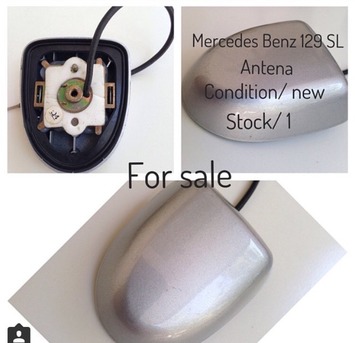 Mercedes Benz 129 SL
Antena
Condition/ new
Stock/ 1
For sale